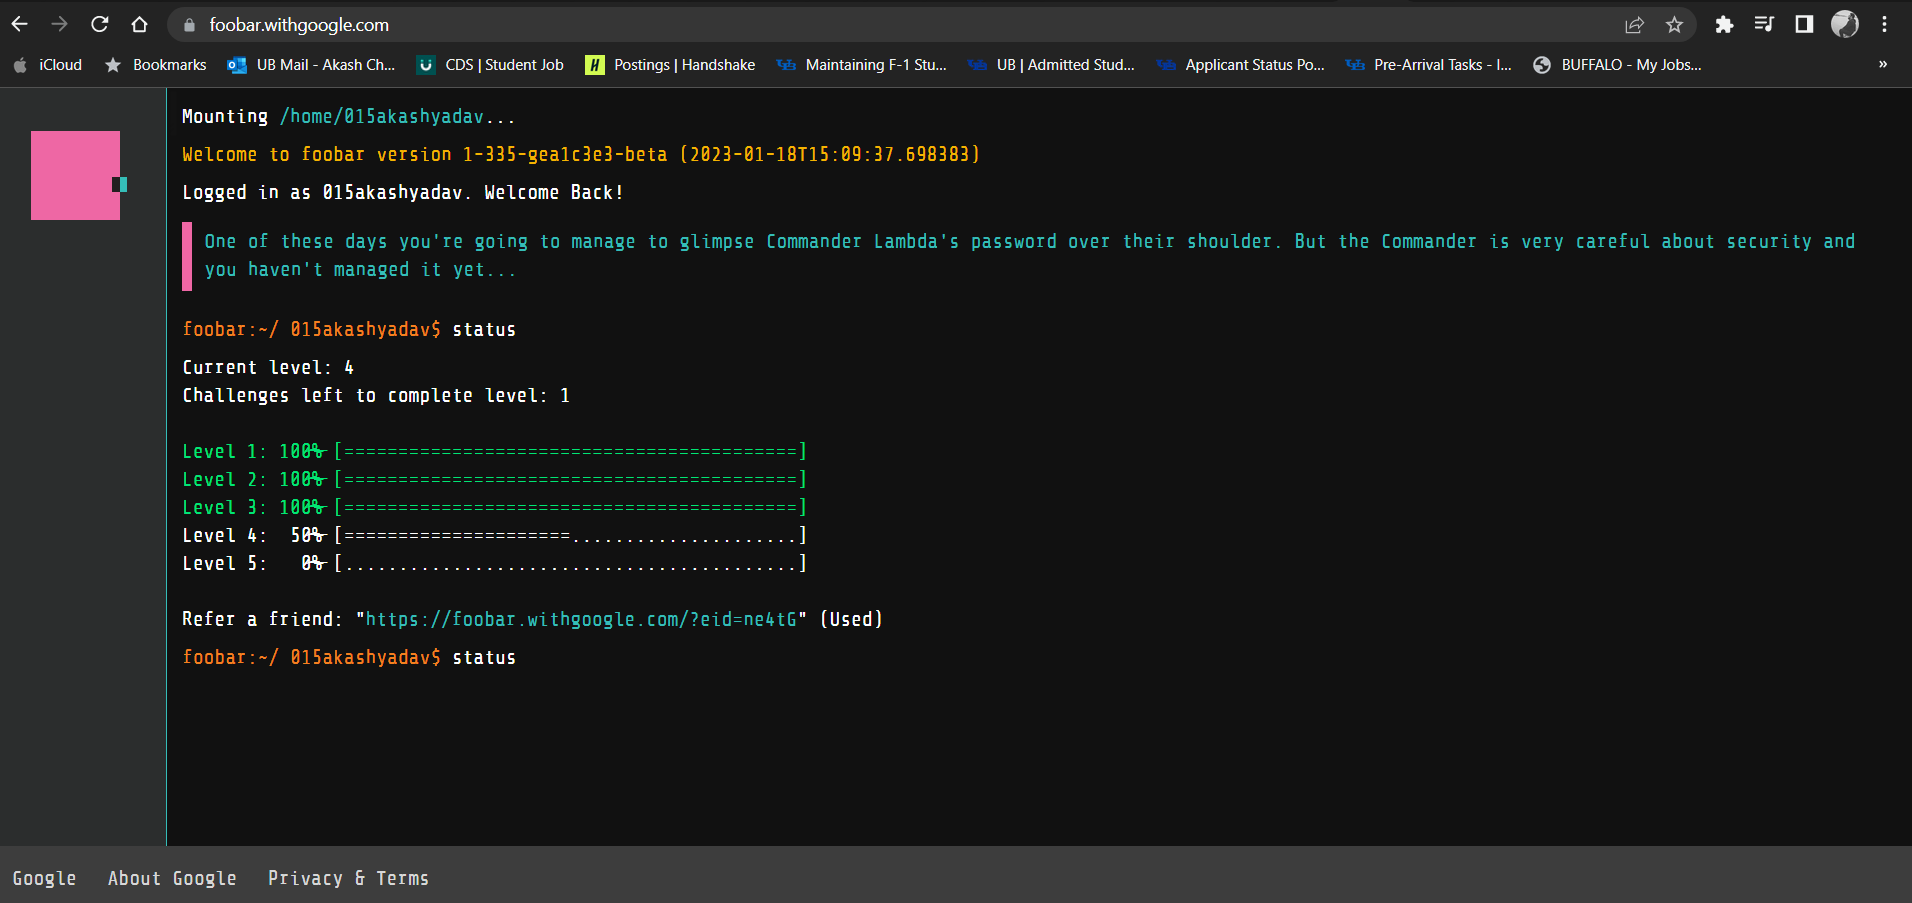 foobar.withgoogle.com
iCloud Bookmarks UB Mail - Akash Ch... CDS | Student Job H Postings | Handshake Maintaining F-1 Stu... UB | Admitted Stud... Applicant Status Po... Pre-Arrival Tasks - I... BUFFALO - My Jobs... »
Mounting /home/015akashyadav...
Welcome to foobar version 1-335-gea1c3e3-beta (2023-01-18T15:09:37.698383)
Logged in as 015akashyadav. Welcome Back!
One of these days you're going to manage to glimpse Commander Lambda's password over their shoulder. But the Commander is very careful about security and
you haven't managed it yet...
foobar:~/ 015akashyadav$ status
Current level: 4
Challenges left to complete level: 1
Level 1: 100% [==========================================]
Level 2: 100% [==========================================]
Level 3: 100% [==========================================]
Level 4: 50% [=====================.....................]
Level 5: 0% [..........................................]
Refer a friend: "https://foobar.withgoogle.com/?eid=ne4tG" (Used)
foobar:~/ 015akashyadav$ status
Google About Google Privacy & Terms